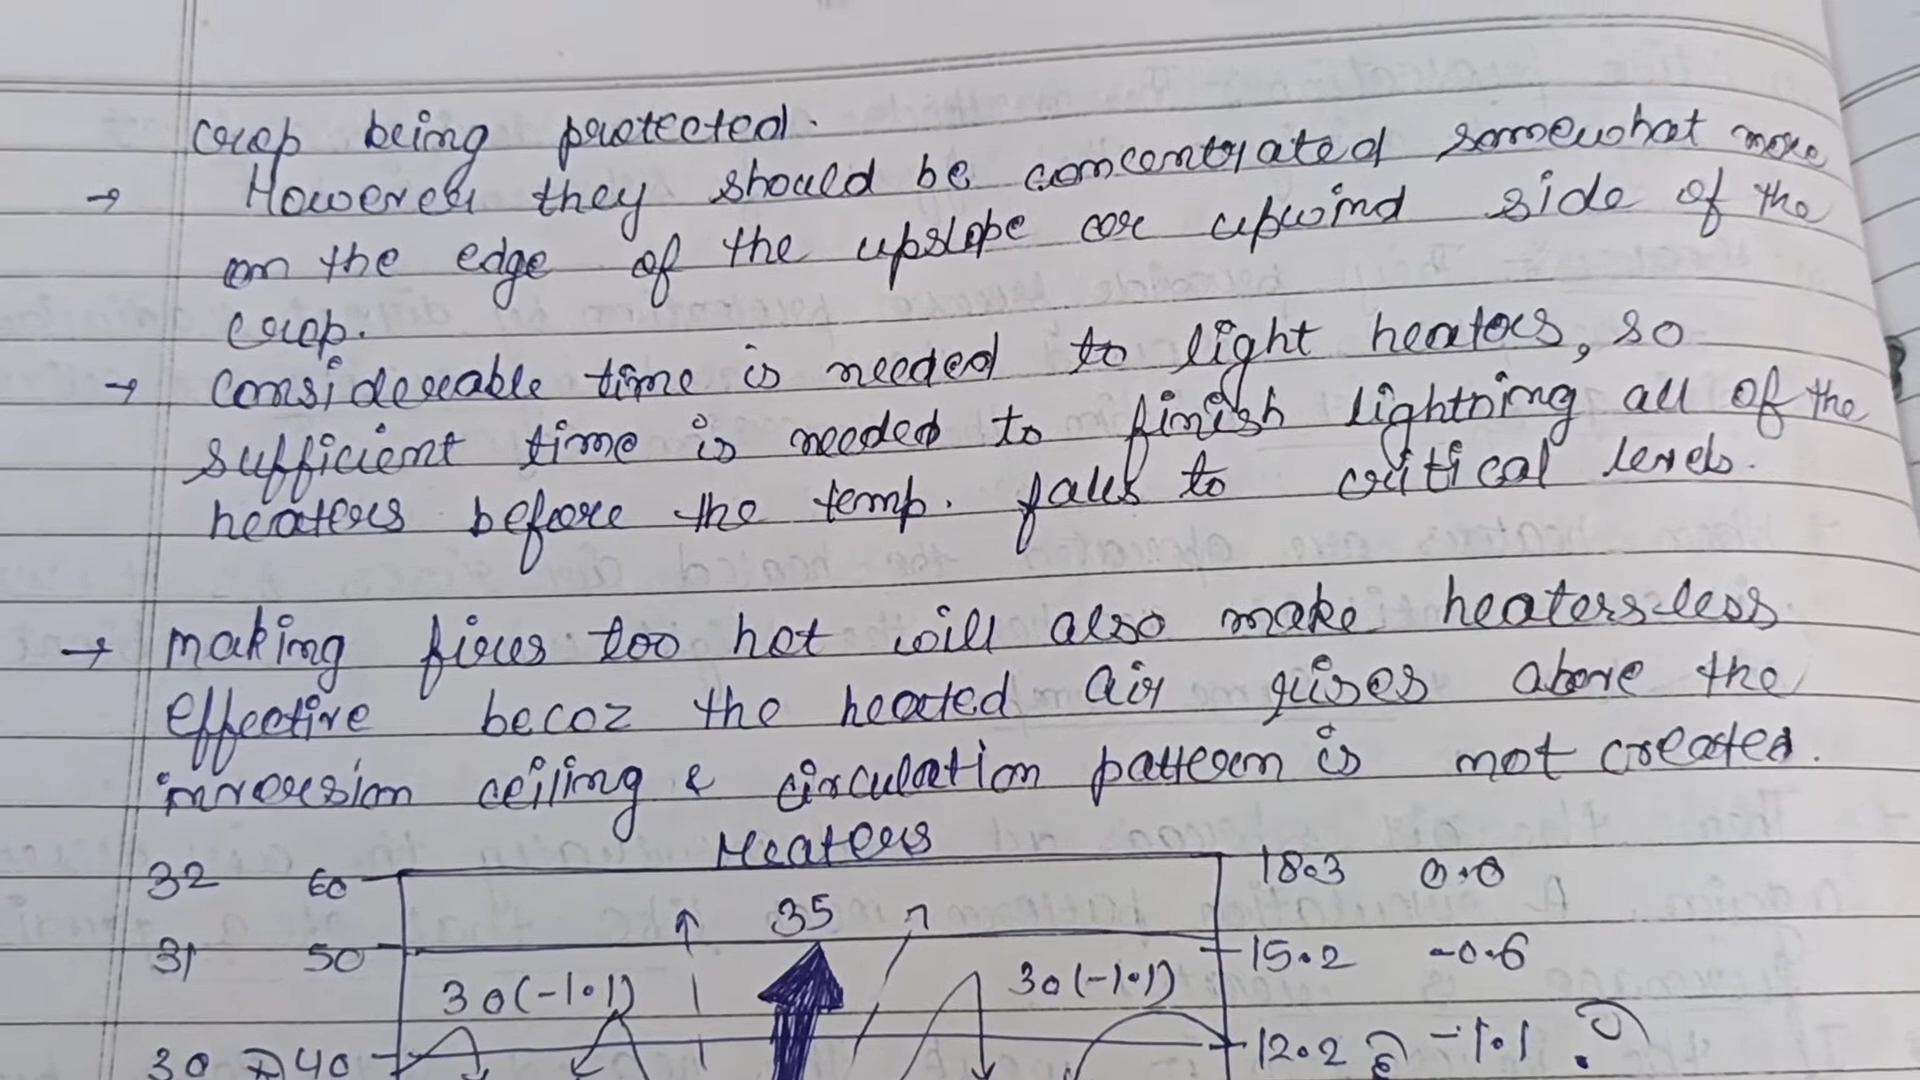 crop being protected.
→ However they should be concentrated somewhat more
on the edge of the upslope or upwind side of the
crop.
→ considerable time is needed to light heaters, so
sufficient time is needed to finish lightning all of the
heaters before the temp. falls to critical levels.
→ making fires too hot will also make heaters less
effective becoz the heated air rises above the
inversion ceiling & circulation pattern is not created.
Heaters
32 60 18.3 0.0
35
31 50 15.2 -0.6
30(-1.1) 30(-1.1)
30 40 12.2 -1.1